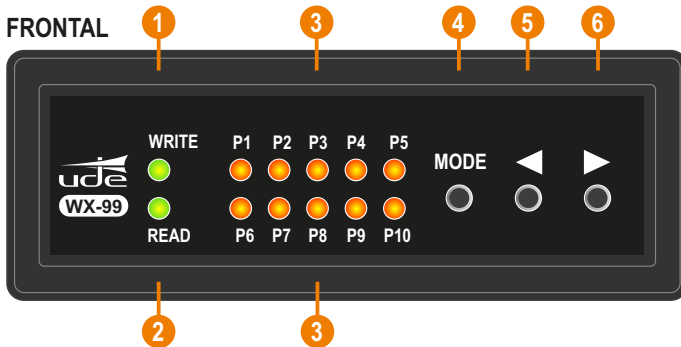 FRONTAL
1 3 4 5 6
WRITE P1 P2 P3 P4 P5
MODE
ude
WX-99
READ P6 P7 P8 P9 P10
2 3